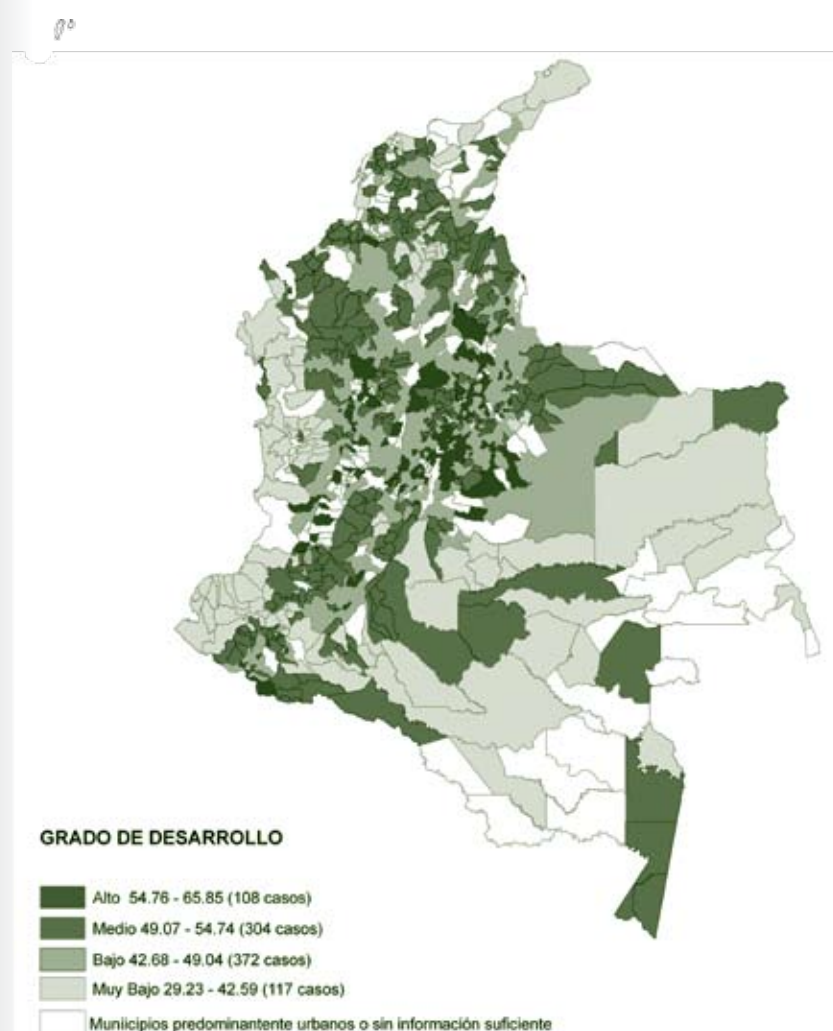 GRADO DE DESARROLLO
Alto 54.76 - 65.85 (108 casos)
Medio 49.07 - 54.74 (304 casos)
Bajo 42.68 - 49.04 (372 casos)
Muy Bajo 29.23 - 42.59 (117 casos)
Muniicipios predominantente urbanos o sin información suficiente